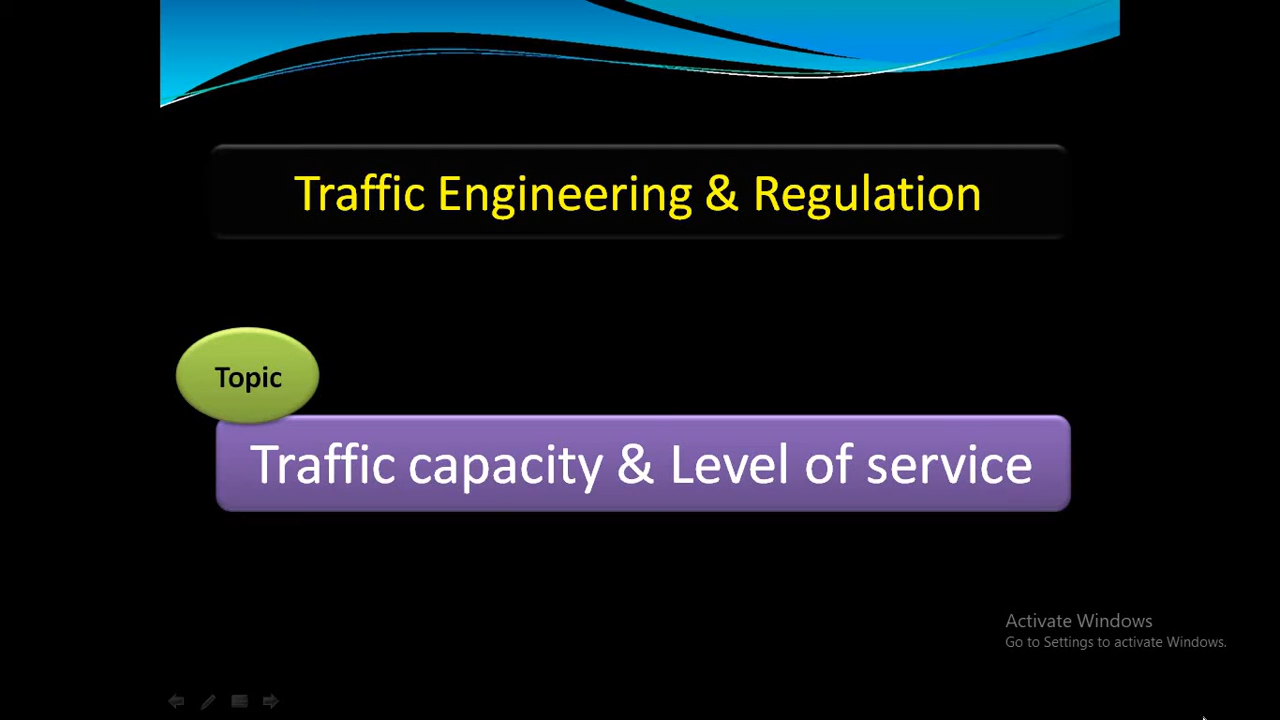 Traffic Engineering & Regulation
Topic
Traffic capacity & Level of service
Activate Windows
Go to Settings to activate Windows.